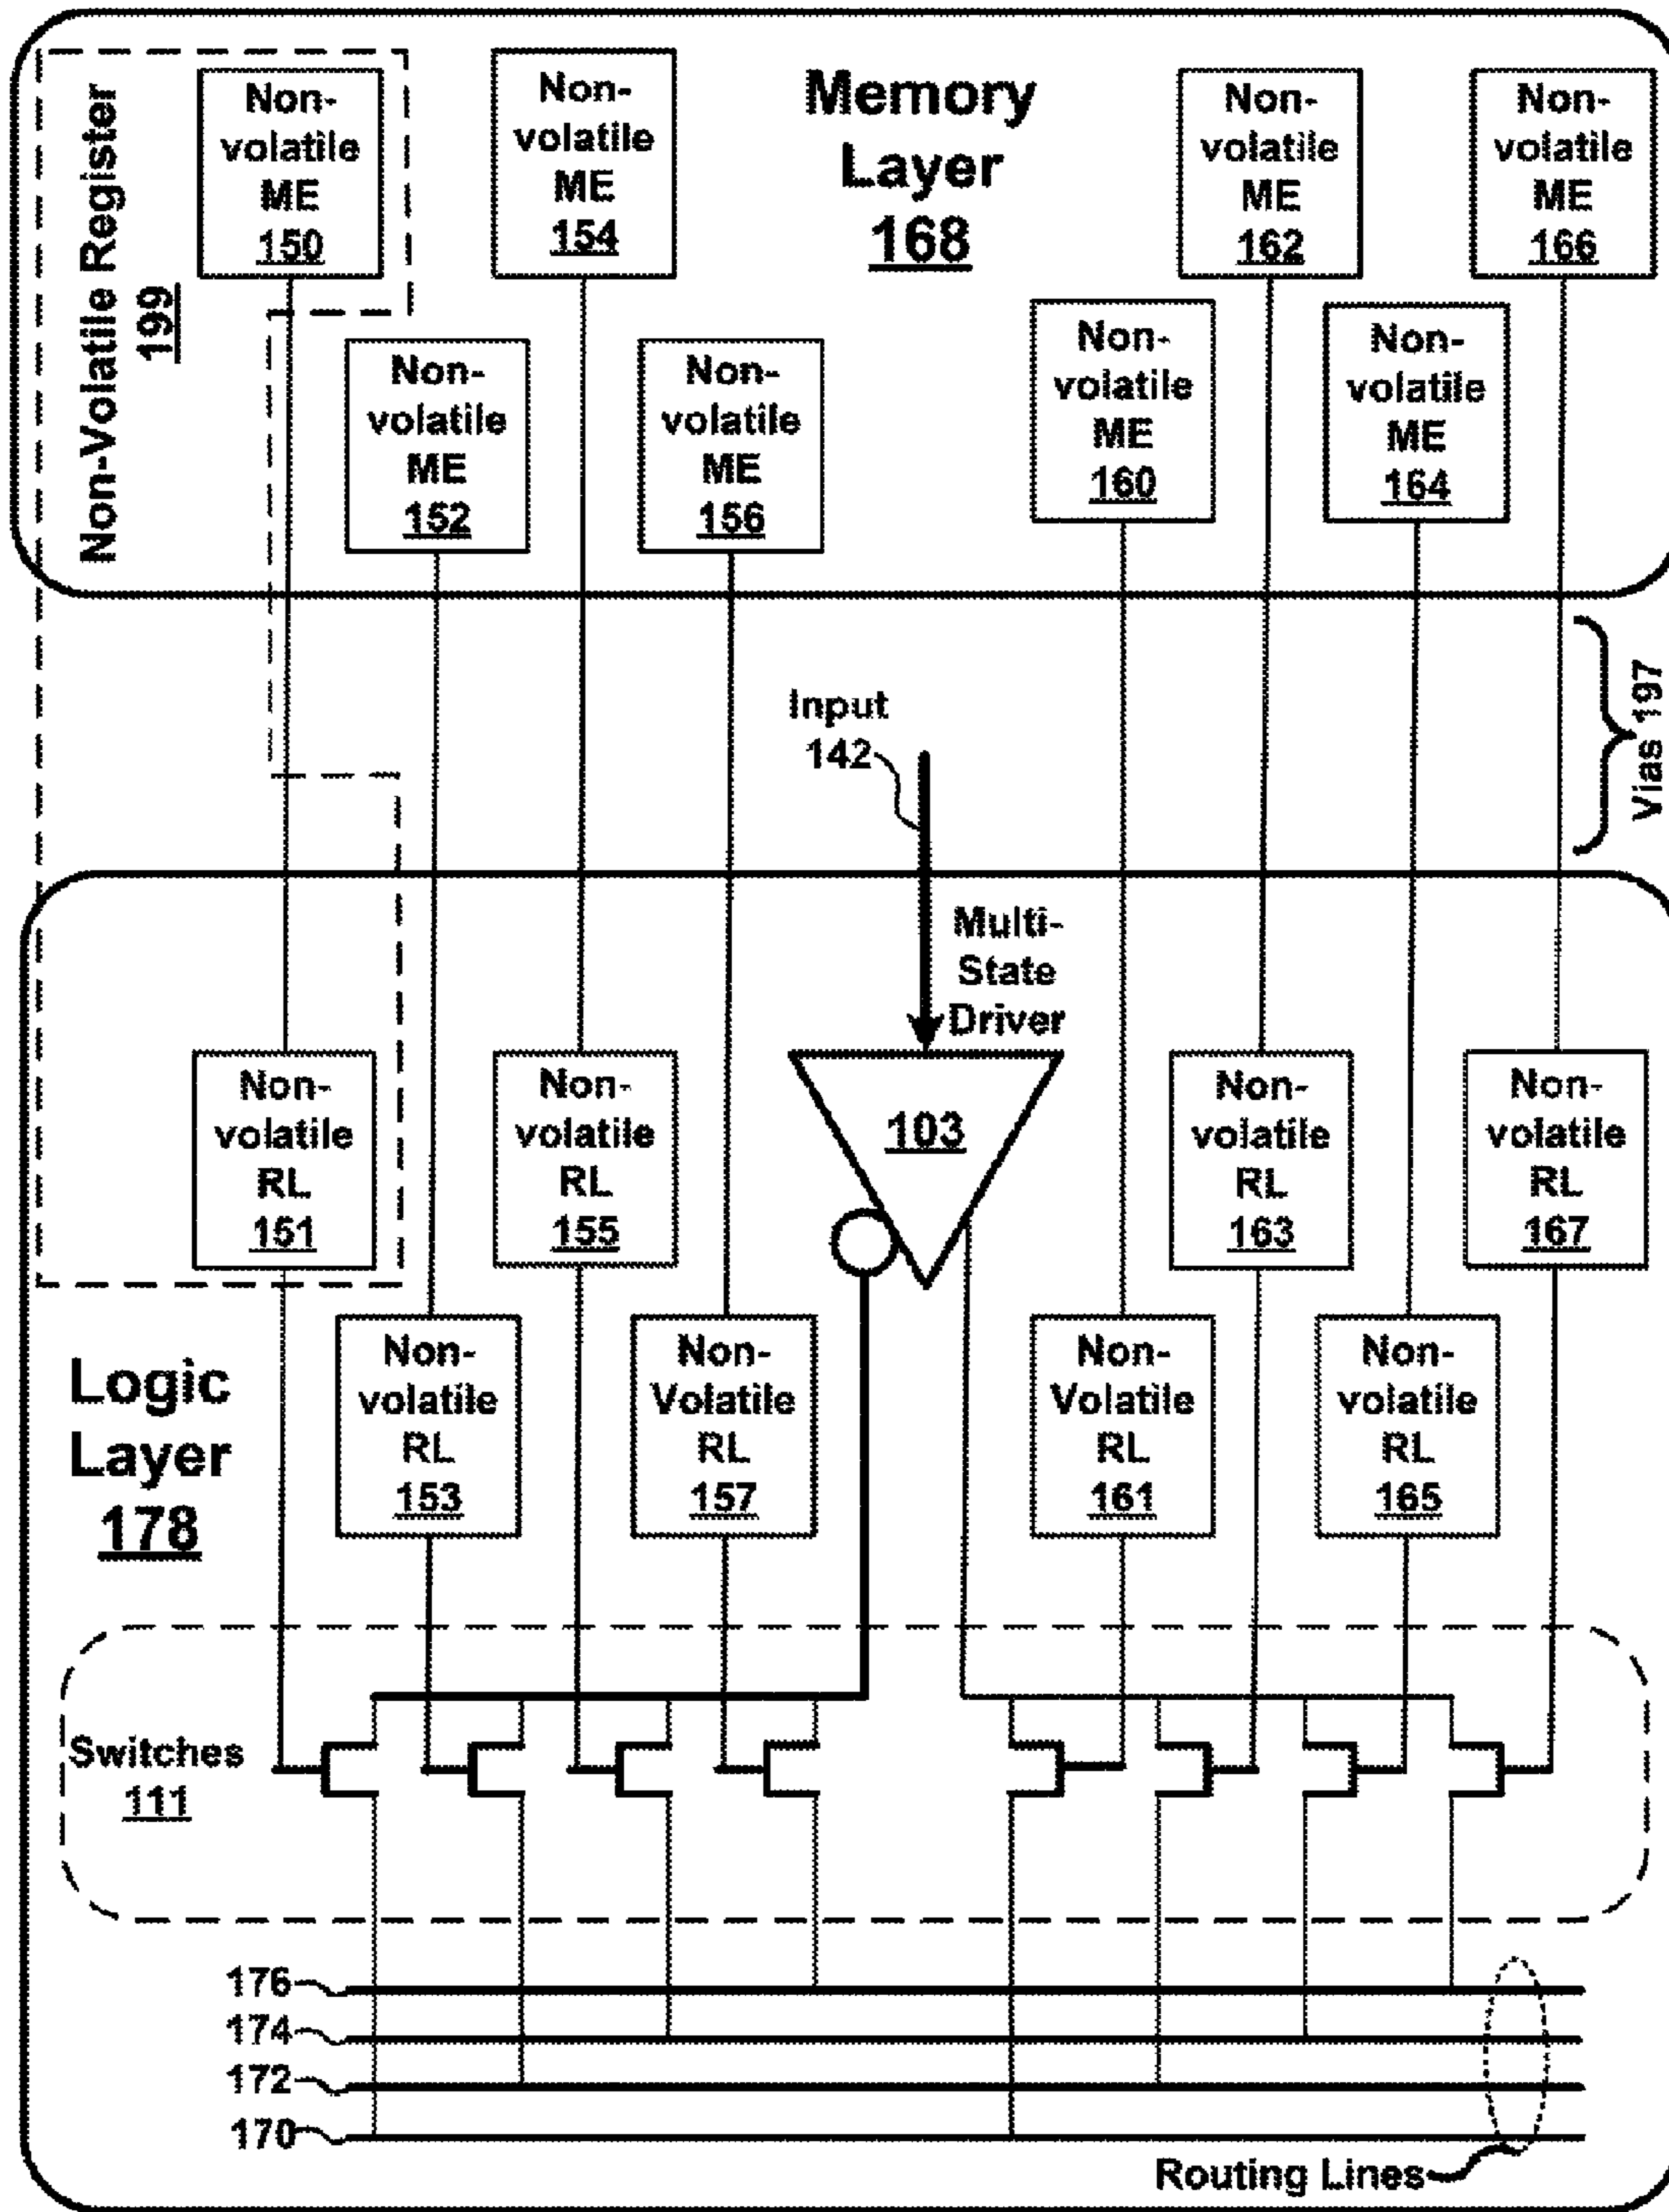 Non-Volatile Register
199
Non-
volatile
ME
150
Non-
volatile
ME
154
Memory
Layer
168
Non-
volatile
ME
162
Non-
volatile
ME
166
Non-
volatile
ME
152
Non-
volatile
ME
156
Non-
volatile
ME
160
Non-
volatile
ME
164
Input
142
Vias 197
Multi-
State
Driver
103
Non-
volatile
RL
151
Non-
volatile
RL
155
Non-
volatile
RL
163
Non-
volatile
RL
167
Logic
Layer
178
Non-
volatile
RL
153
Non-
Volatile
RL
157
Non-
Volatile
RL
161
Non-
volatile
RL
165
Switches
111
176
174
172
170
Routing Lines